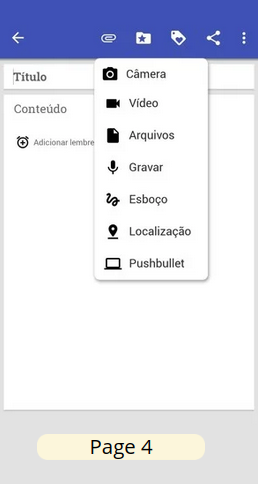 Título
Conteúdo
Adicionar lembre
Câmera
Vídeo
Arquivos
Gravar
Esboço
Localização
Pushbullet
Page 4